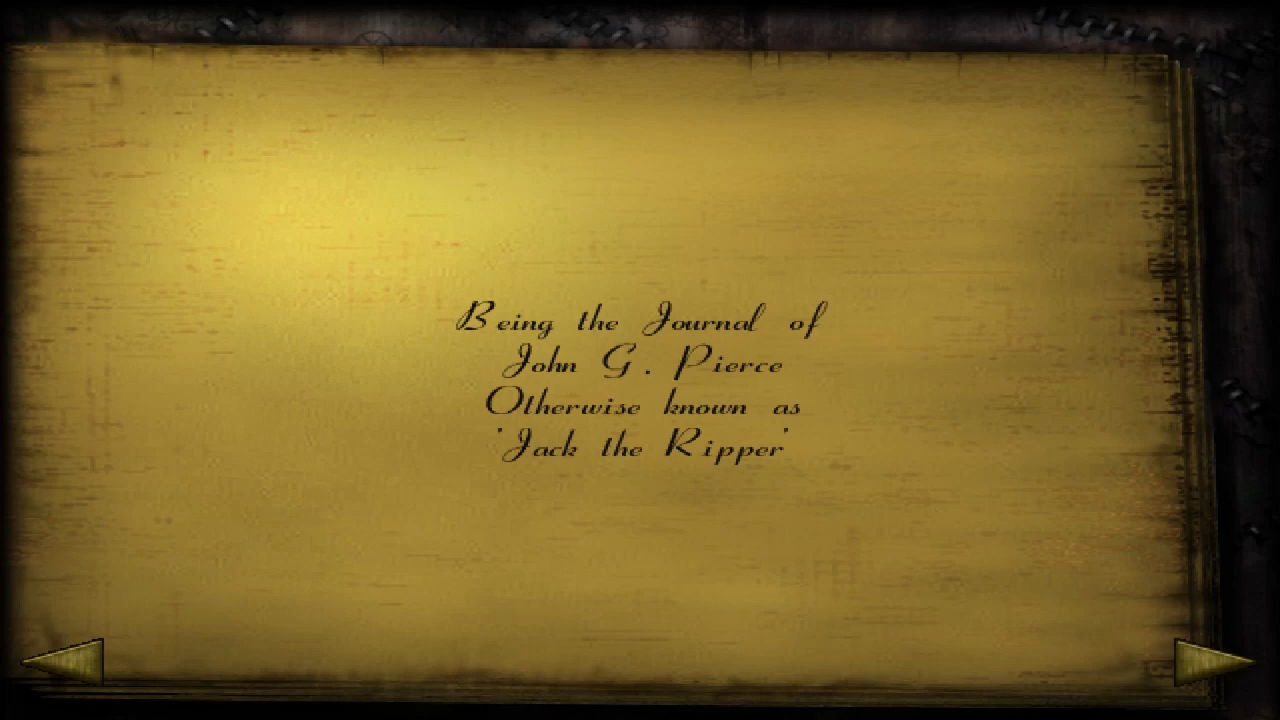 Being the Journal of
John G. Pierce
Otherwise known as
'Jack the Ripper'